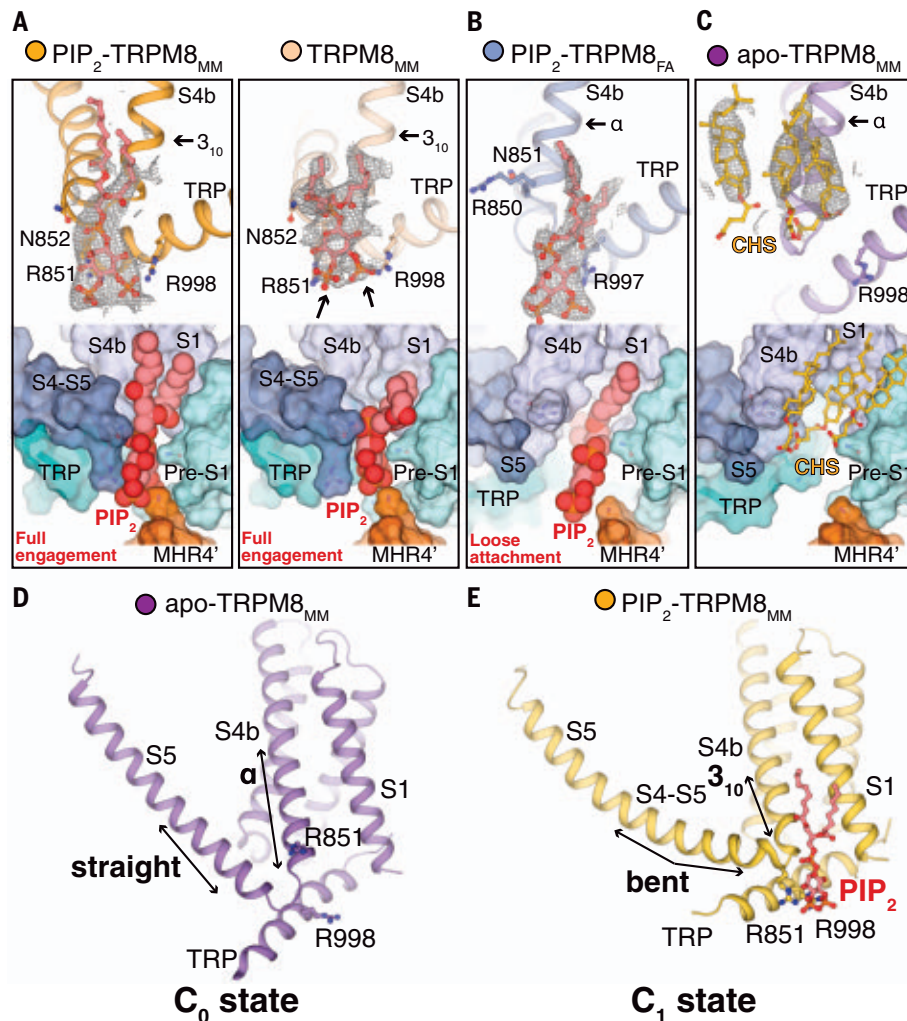 A
PIP2-TRPM8MM
TRPM8MM
B
PIP2-TRPM8FA
C
apo-TRPM8MM
S4b
310
TRP
N852
R851
R998
S4b
S1
S4-S5
TRP
Pre-S1
PIP2
Full
engagement
MHR4'
S4b
310
TRP
N852
R851
R998
S4b
S1
S4-S5
TRP
Pre-S1
PIP2
Full
engagement
MHR4'
S4b
α
N851
R850
TRP
R997
S4b
S1
S5
TRP
Pre-S1
PIP2
Loose
attachment
MHR4'
S4b
α
TRP
CHS
R998
S1
S4b
S5
CHS
TRP
Pre-S1
MHR4'
D
apo-TRPM8MM
S4b
S5
α
S1
R851
straight
R998
TRP
C0 state
E
PIP2-TRPM8MM
S5
S4b
310
S4-S5
S1
bent
PIP2
TRP
R851
R998
C1 state